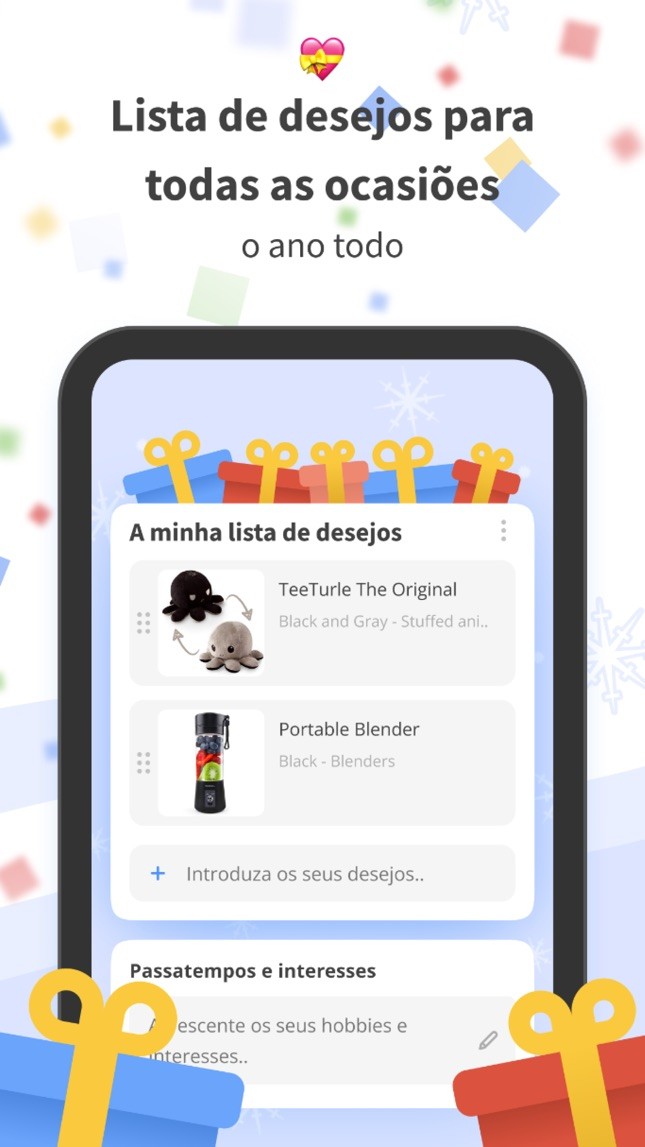 Lista de desejos para
todas as ocasiões
o ano todo
A minha lista de desejos
TeeTurle The Original
Black and Gray - Stuffed ani..
Portable Blender
Black - Blenders
+ Introduza os seus desejos..
Passatempos e interesses
os seus hobbies e
interesses..